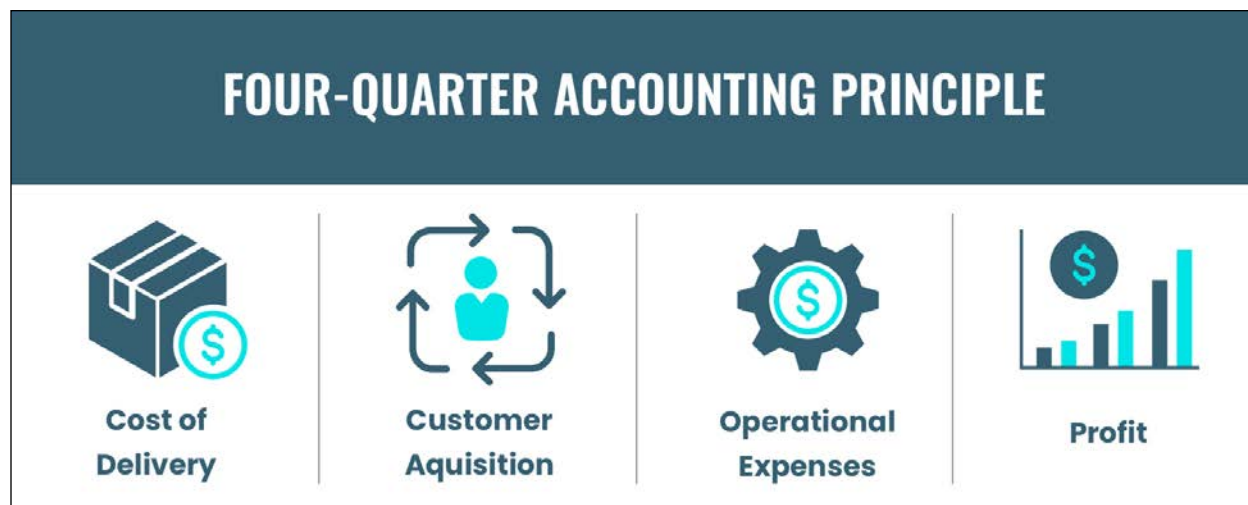 FOUR-QUARTER ACCOUNTING PRINCIPLE
$
$
$
Cost of
Delivery
Customer
Aquisition
Operational
Expenses
Profit